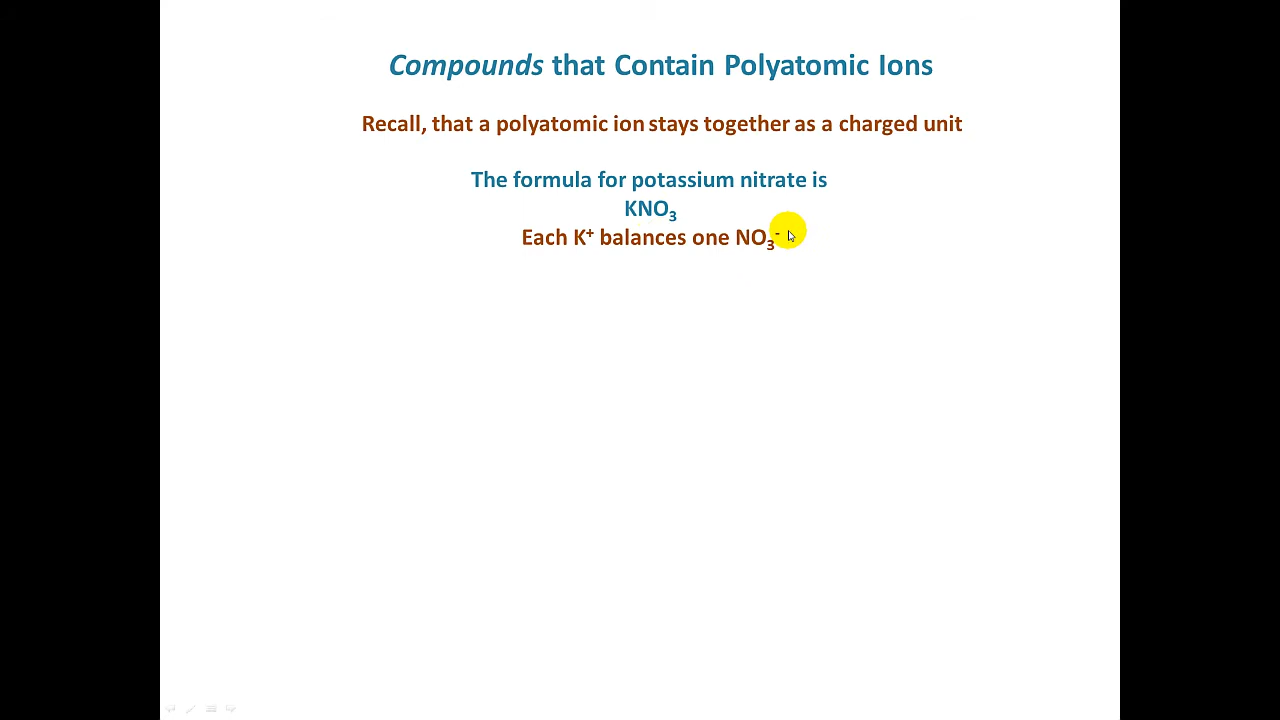 Compounds that Contain Polyatomic Ions
Recall, that a polyatomic ion stays together as a charged unit
The formula for potassium nitrate is
KNO₃
Each K⁺ balances one NO₃⁻